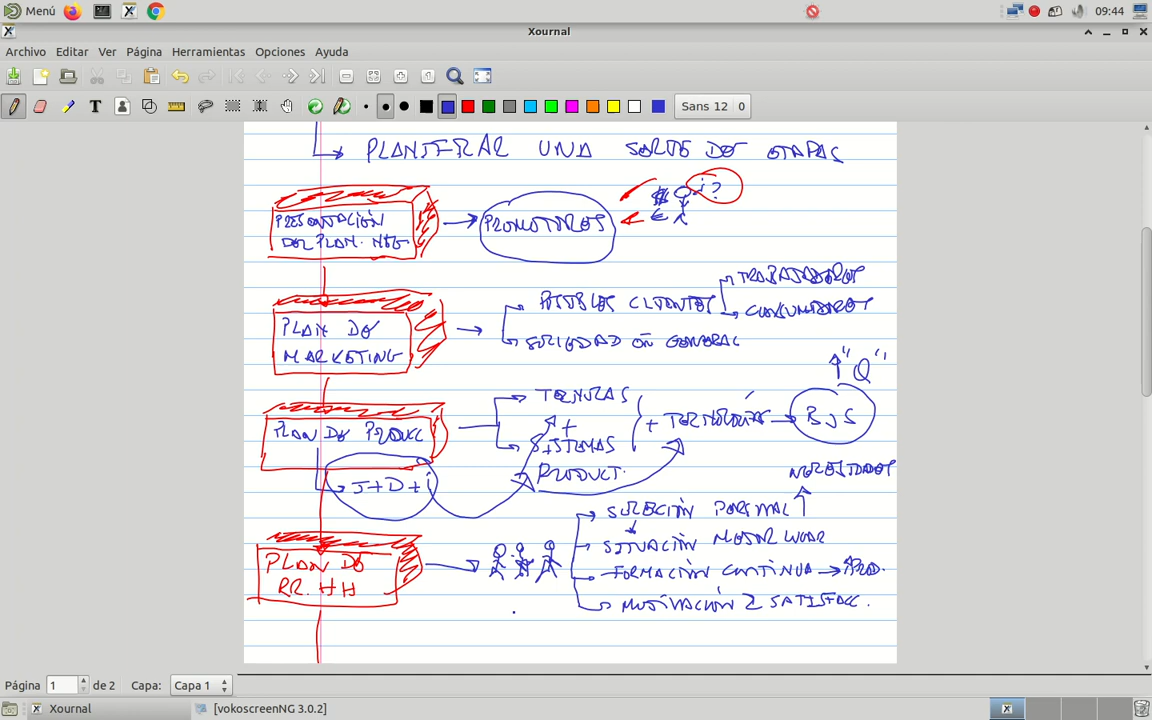 Menú 09:44
Xournal
Archivo Editar Ver Página Herramientas Opciones Ayuda
Sans 12 0
PLANIFICAR UNA SERIE DE ETAPAS
PRESENTACIÓN
DEL PLAN. NEG
PROMOTORES
$ i?
€
PLAN DE
MARKETING
POSIBLES CLIENTES
SOCIEDAD EN GENERAL
TRABAJADORES
CONSUMIDORES
PLAN DE PRODUC
I+D+i
TÉCNICAS
+
SISTEMAS
PRODUCT.
+ TECNOLOGÍAS
B y S
"Q"
NECESIDADES
PLAN DE
RR. HH
SELECCIÓN PERSONAL
SITUACIÓN MEJOR LUGAR
FORMACIÓN CONTINUA → PROD.
MOTIVACIÓN SATISFACC.
Página 1 de 2 Capa: Capa 1
Xournal [vokoscreenNG 3.0.2]